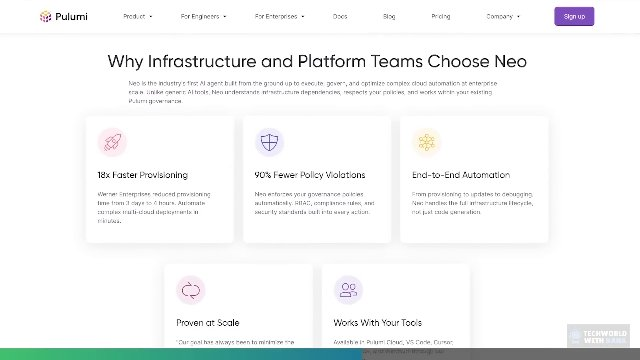 Pulumi
Product For Engineers For Enterprises Docs Blog Pricing Company Sign up
Why Infrastructure and Platform Teams Choose Neo
Neo is the industry's first AI agent built from the ground up to execute, govern, and optimize complex cloud automation at enterprise
scale. Unlike generic AI tools, Neo understands infrastructure dependencies, respects your policies, and works within your existing
Pulumi governance.
18x Faster Provisioning
Werner Enterprises reduced provisioning
time from 3 days to 4 hours. Automate
complex multi-cloud deployments in
minutes.
90% Fewer Policy Violations
Neo enforces your governance policies
automatically. RBAC, compliance rules, and
security standards built into every action.
End-to-End Automation
From provisioning to updates to debugging,
Neo handles the full infrastructure lifecycle,
not just code generation.
Proven at Scale
"Our goal has always been to minimize the
Works With Your Tools
Available in Pulumi Cloud, VS Code, Cursor,
TECHWORLD
WITH NANA